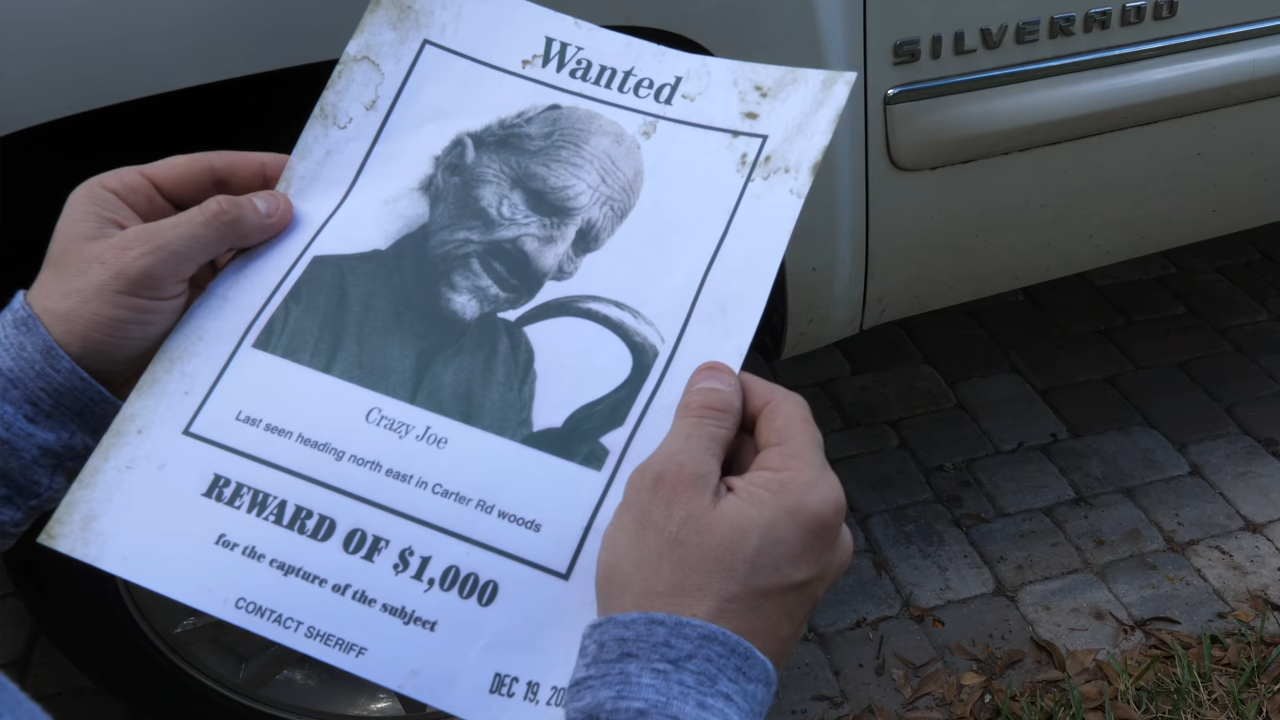 SILVERADO
Wanted
Crazy Joe
Last seen heading north east in Carter Rd woods
REWARD OF $1,000
for the capture of the subject
CONTACT SHERIFF
DEC 19, 20